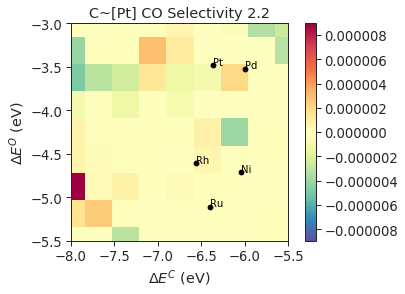 C~[Pt] CO Selectivity 2.2
−3.0
−3.5
−4.0
−4.5
−5.0
−5.5
ΔE^O (eV)
Pt
Pd
Rh
Ni
Ru
−8.0 −7.5 −7.0 −6.5 −6.0 −5.5
ΔE^C (eV)
0.000008
0.000006
0.000004
0.000002
0.000000
−0.000002
−0.000004
−0.000006
−0.000008